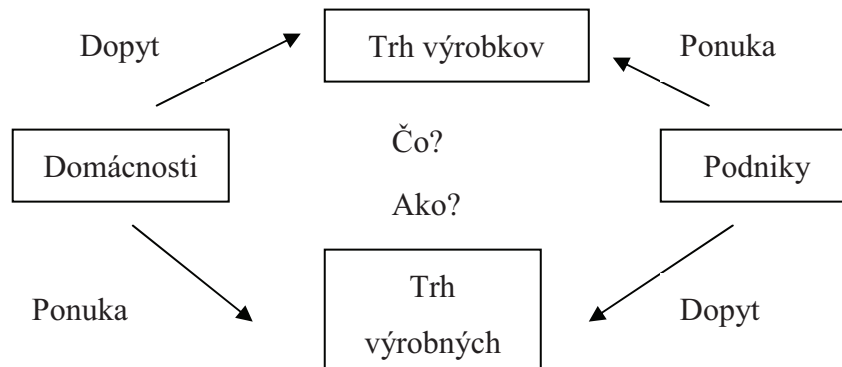 Dopyt
Trh výrobkov
Ponuka
Domácnosti
Čo?
Podniky
Ako?
Ponuka
Trh
výrobných
Dopyt